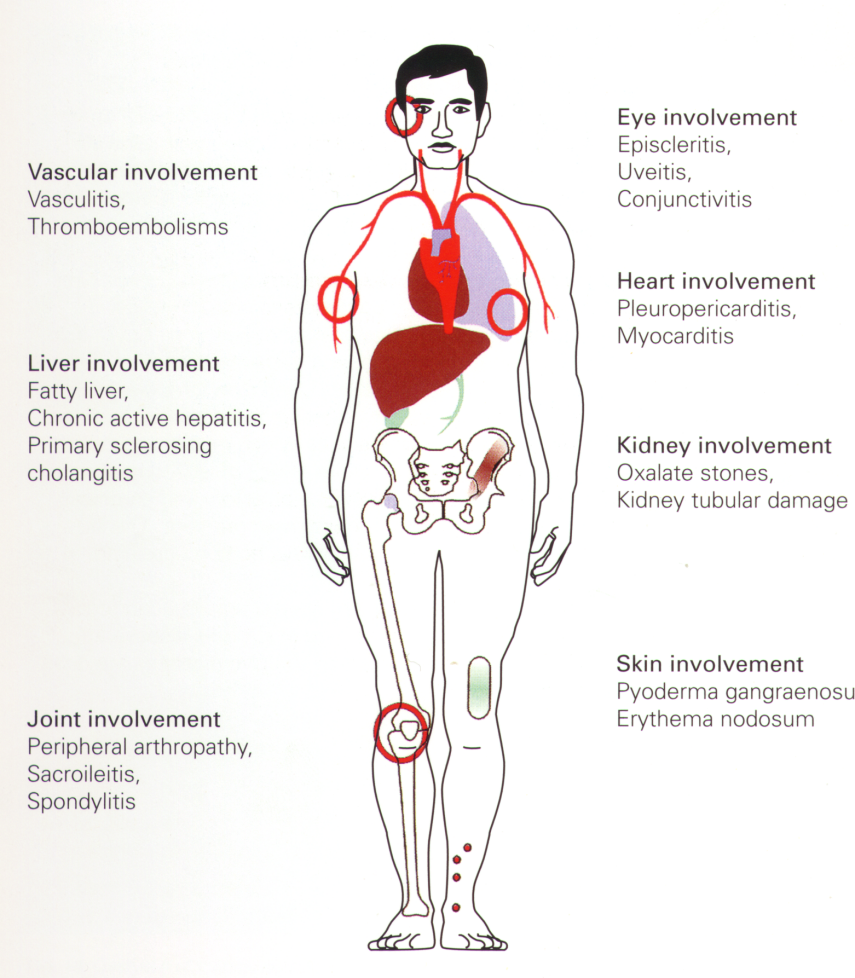 Vascular involvement
Vasculitis,
Thromboembolisms
Liver involvement
Fatty liver,
Chronic active hepatitis,
Primary sclerosing
cholangitis
Joint involvement
Peripheral arthropathy,
Sacroileitis,
Spondylitis
Eye involvement
Episcleritis,
Uveitis,
Conjunctivitis
Heart involvement
Pleuropericarditis,
Myocarditis
Kidney involvement
Oxalate stones,
Kidney tubular damage
Skin involvement
Pyoderma gangraenosu
Erythema nodosum